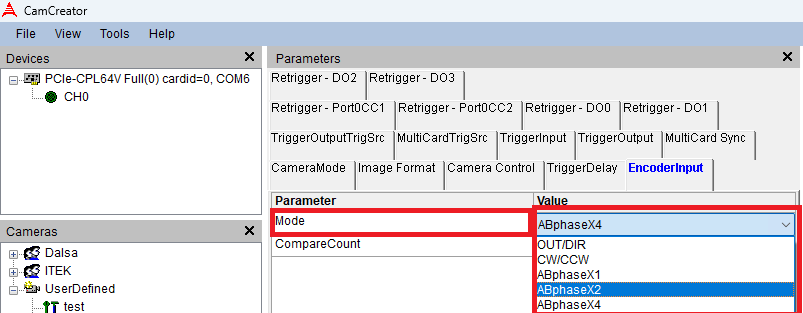 CamCreator
File View Tools Help
Devices
PCIe-CPL64V Full(0) cardid=0, COM6
CH0
Cameras
Dalsa
ITEK
UserDefined
test
Parameters
Retrigger - DO2 Retrigger - DO3
Retrigger - Port0CC1 Retrigger - Port0CC2 Retrigger - DO0 Retrigger - DO1
TriggerOutputTrigSrc MultiCardTrigSrc TriggerInput TriggerOutput MultiCard Sync
CameraMode Image Format Camera Control TriggerDelay EncoderInput
Parameter Value
Mode ABphaseX4
CompareCount
OUT/DIR
CW/CCW
ABphaseX1
ABphaseX2
ABphaseX4